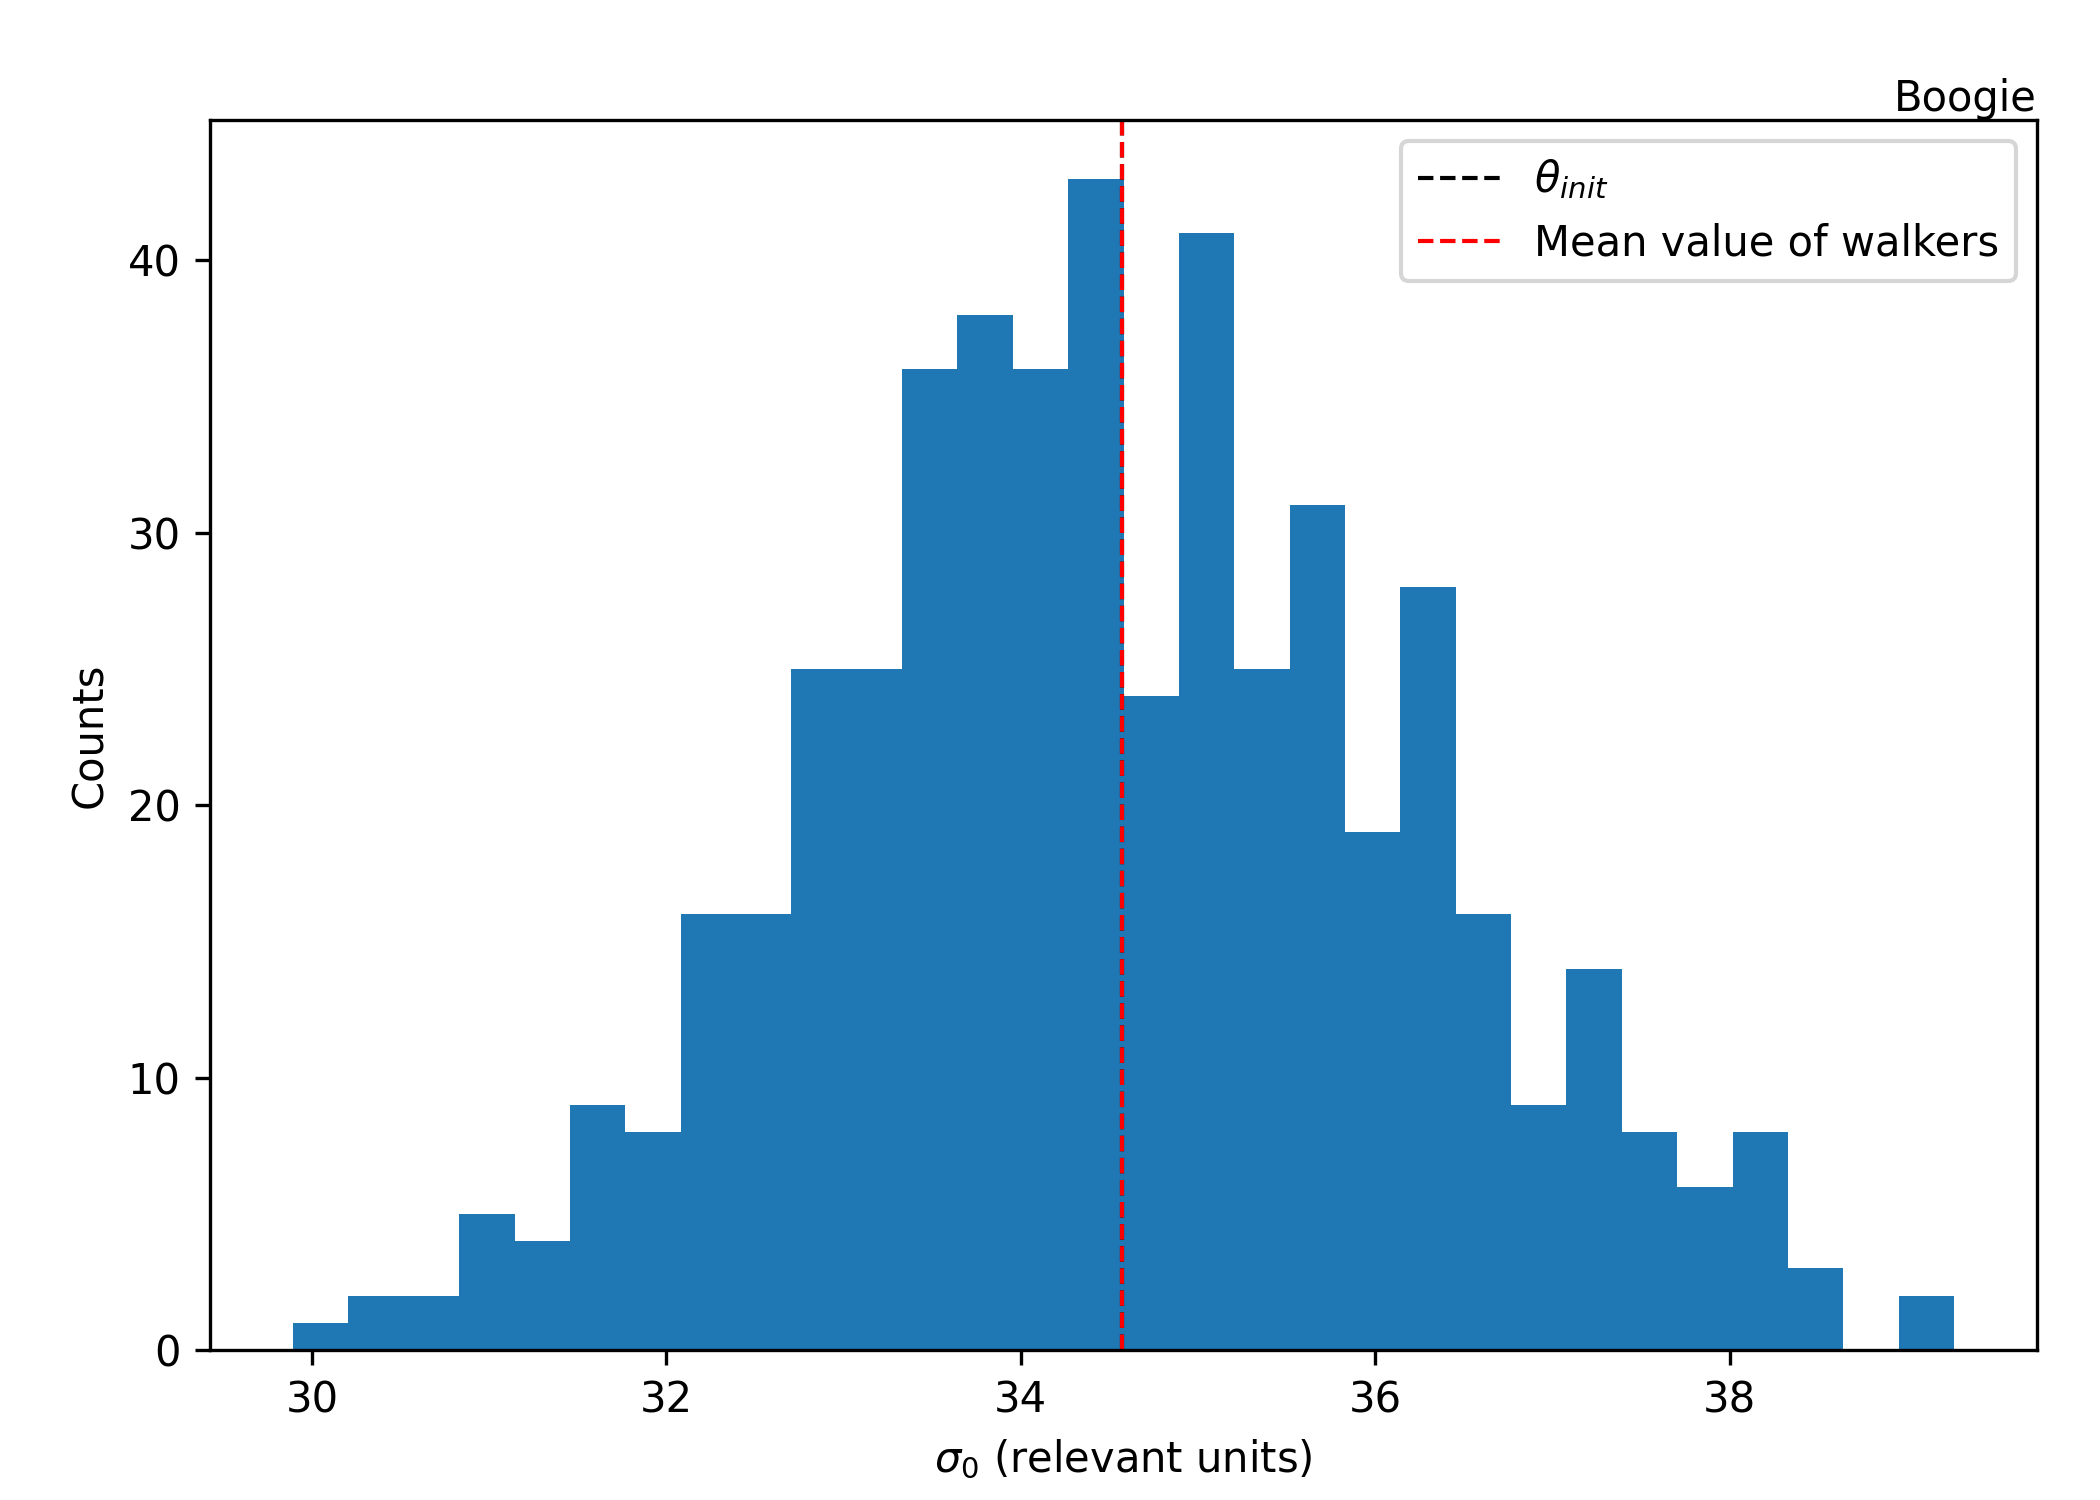 Boogie
θinit
Mean value of walkers
40
30
20
10
0
Counts
30 32 34 36 38
σ0 (relevant units)